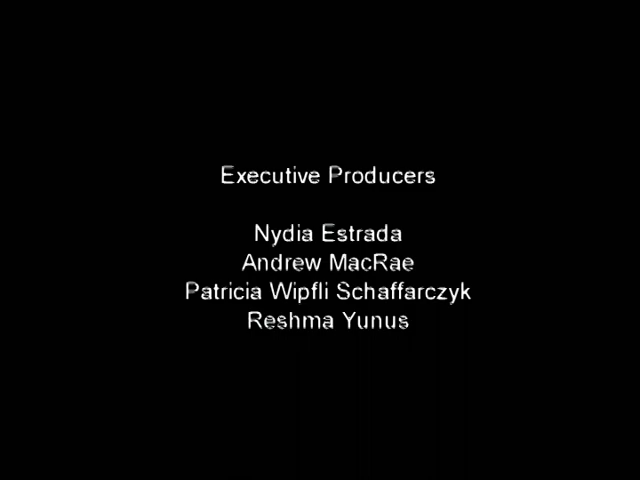 Executive Producers
Nydia Estrada
Andrew MacRae
Patricia Wipfli Schaffarczyk
Reshma Yunus